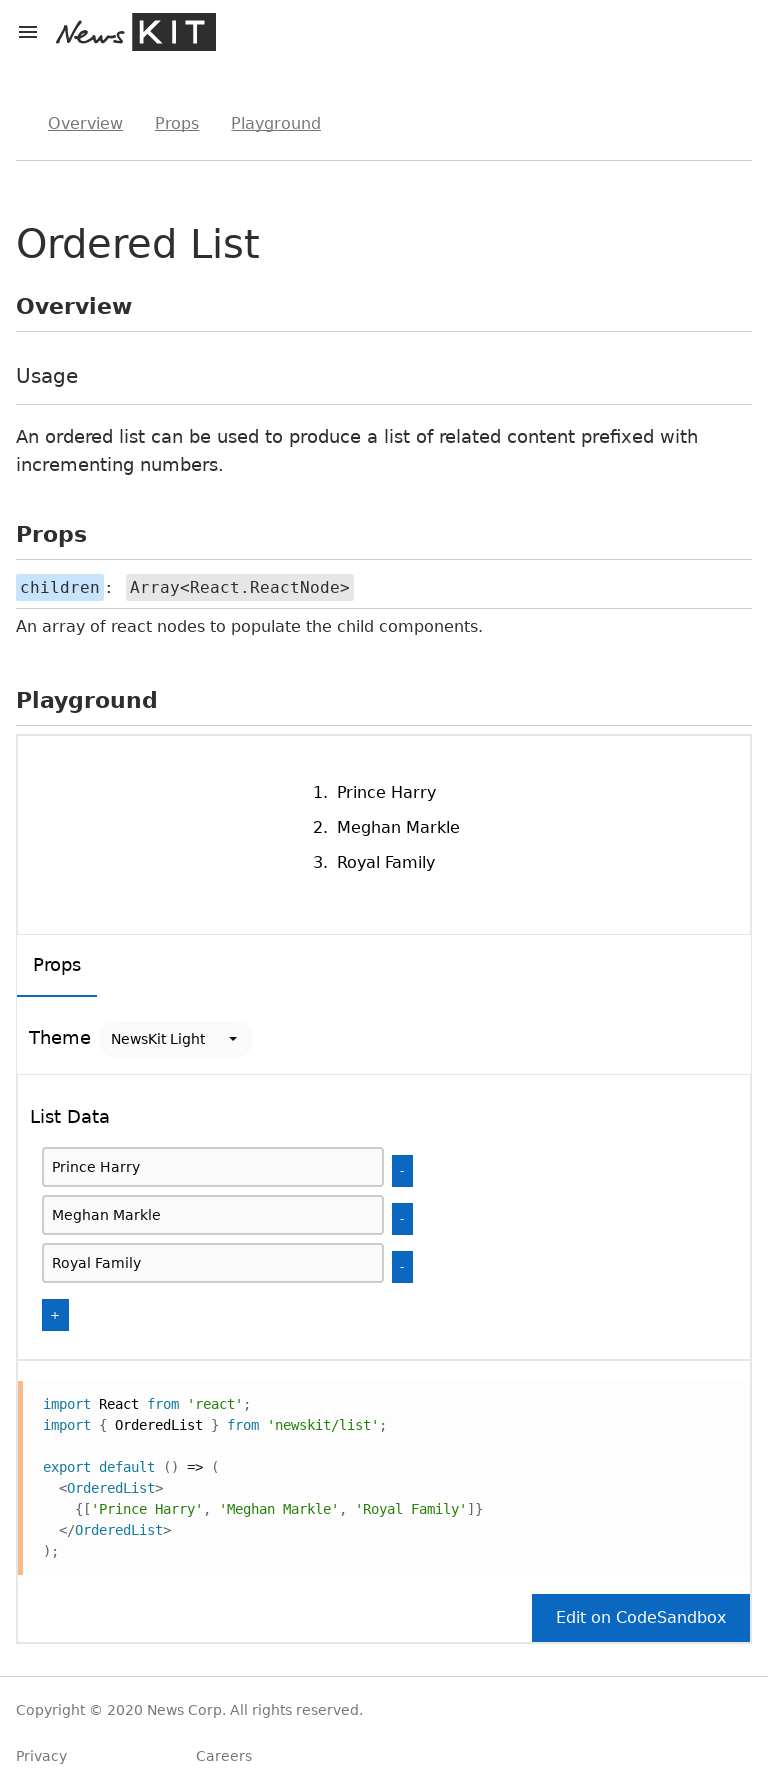 News KIT
Overview Props Playground
Ordered List
Overview
Usage
An ordered list can be used to produce a list of related content prefixed with
incrementing numbers.
Props
children: Array<React.ReactNode>
An array of react nodes to populate the child components.
Playground
1. Prince Harry
2. Meghan Markle
3. Royal Family
Props
Theme NewsKit Light
List Data
Prince Harry -
Meghan Markle -
Royal Family -
+
import React from 'react';
import { OrderedList } from 'newskit/list';
export default () => (
<OrderedList>
{['Prince Harry', 'Meghan Markle', 'Royal Family']}
</OrderedList>
);
Edit on CodeSandbox
Copyright © 2020 News Corp. All rights reserved.
Privacy Careers